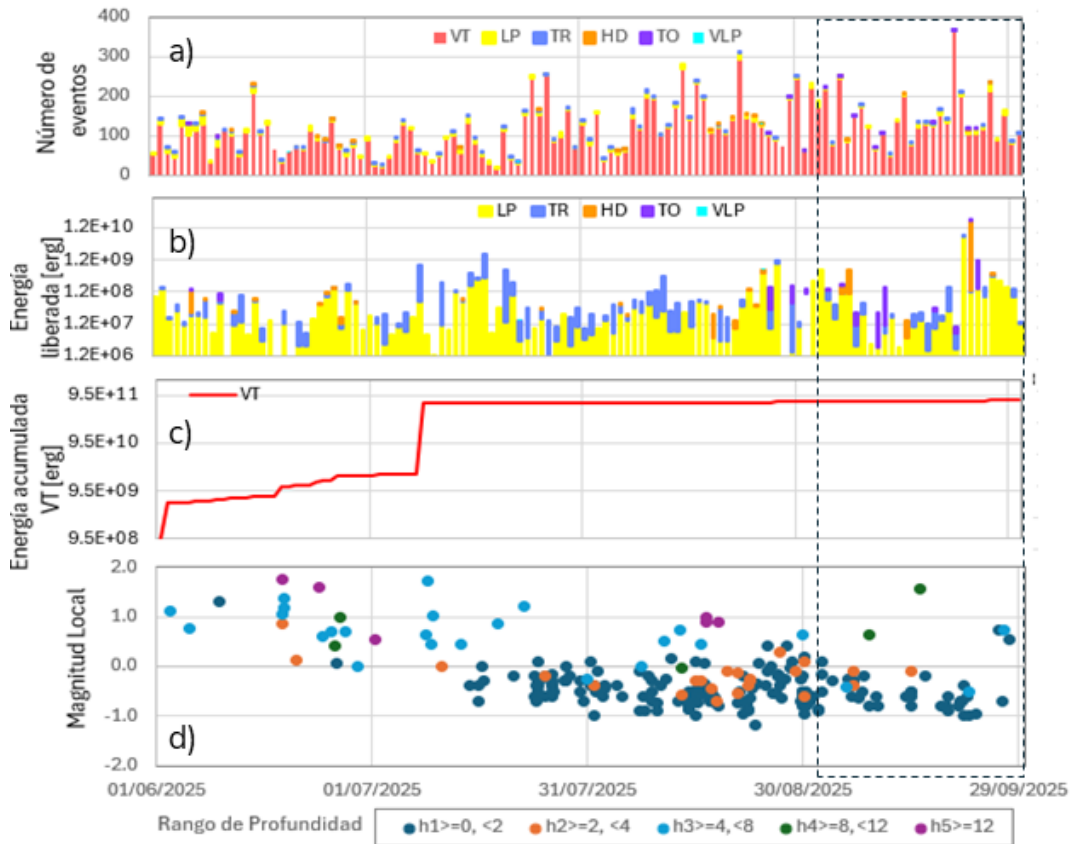 a)
Número de
eventos
400
300
200
100
0
VT LP TR HD TO VLP
b)
Energía
liberada [erg]
1.2E+10
1.2E+09
1.2E+08
1.2E+07
1.2E+06
LP TR HD TO VLP
c)
Energía acumulada
VT [erg]
9.5E+11
9.5E+10
9.5E+09
9.5E+08
VT
d)
Magnitud Local
2.0
1.0
0.0
-1.0
-2.0
01/06/2025 01/07/2025 31/07/2025 30/08/2025 29/09/2025
Rango de Profundidad
h1>=0, <2 h2>=2, <4 h3>=4, <8 h4>=8, <12 h5>=12